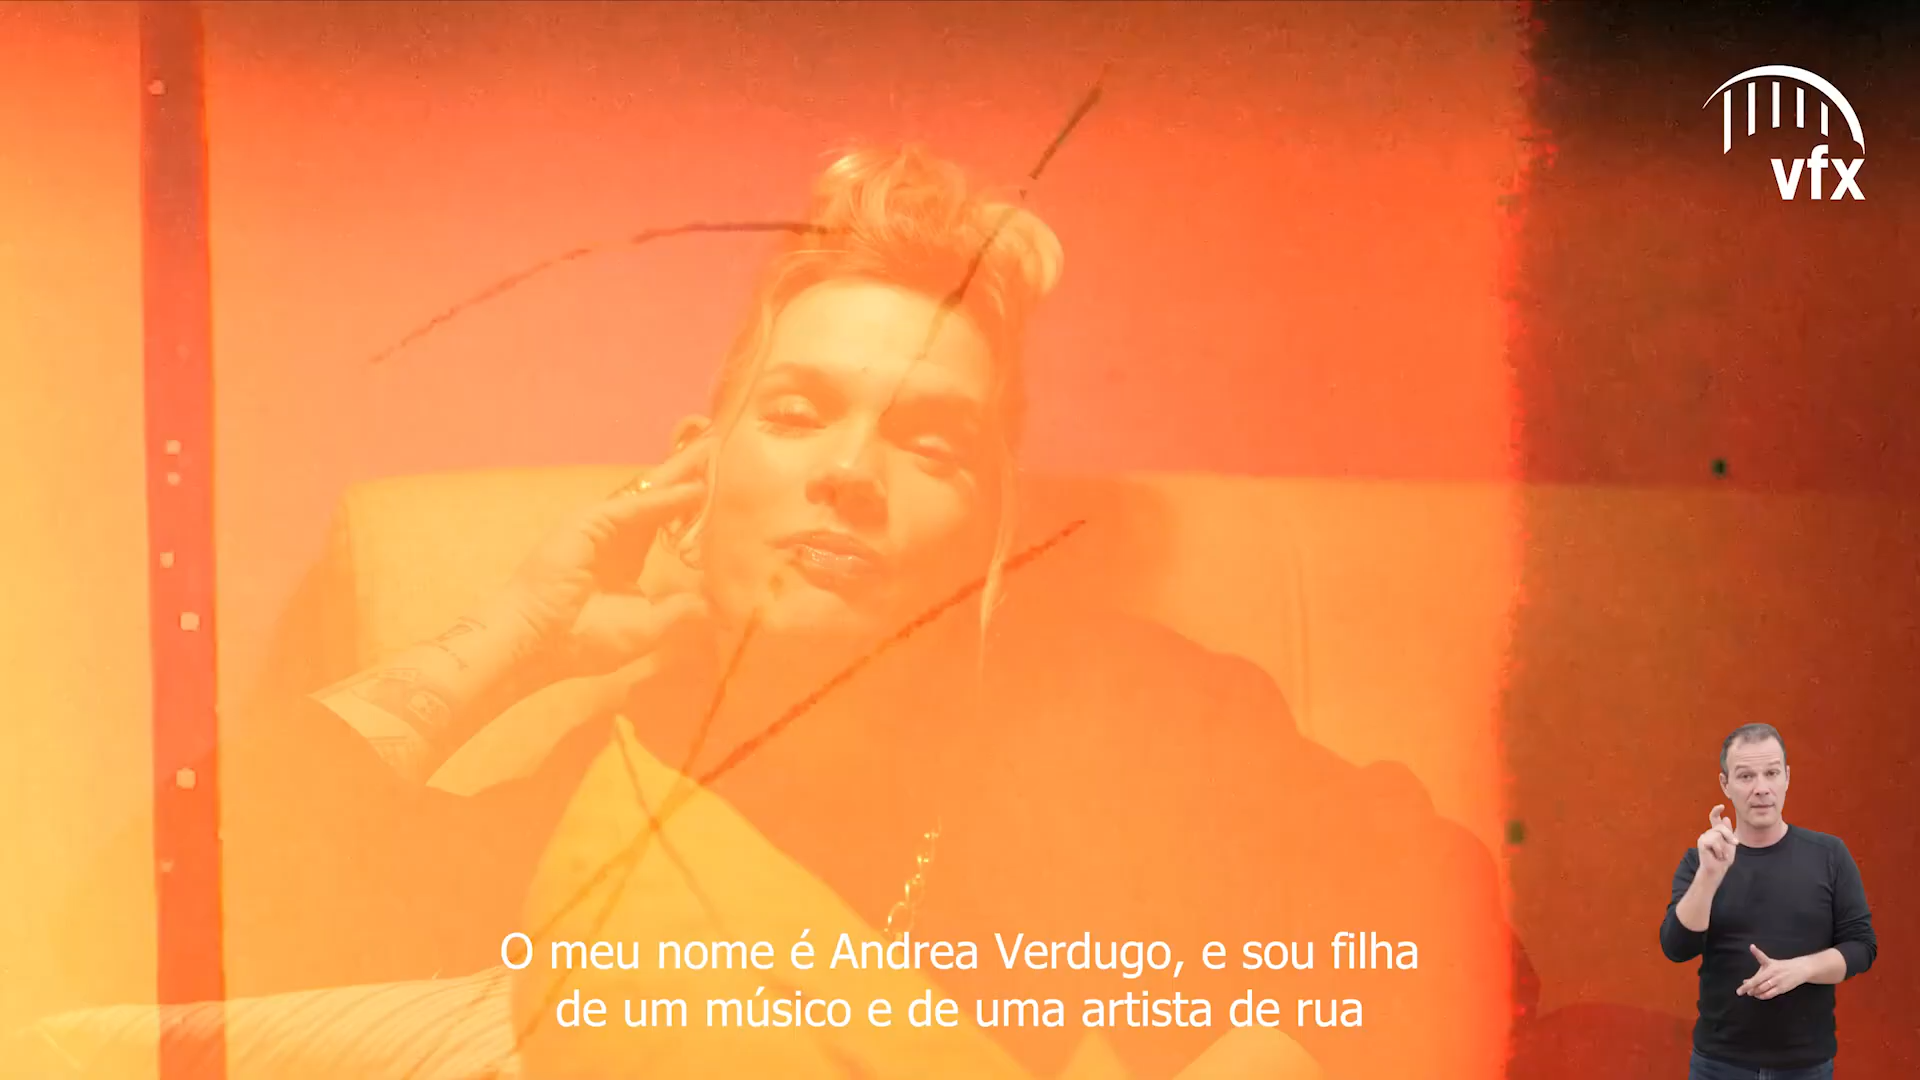 vfx
O meu nome é Andrea Verdugo, e sou filha
de um músico e de uma artista de rua